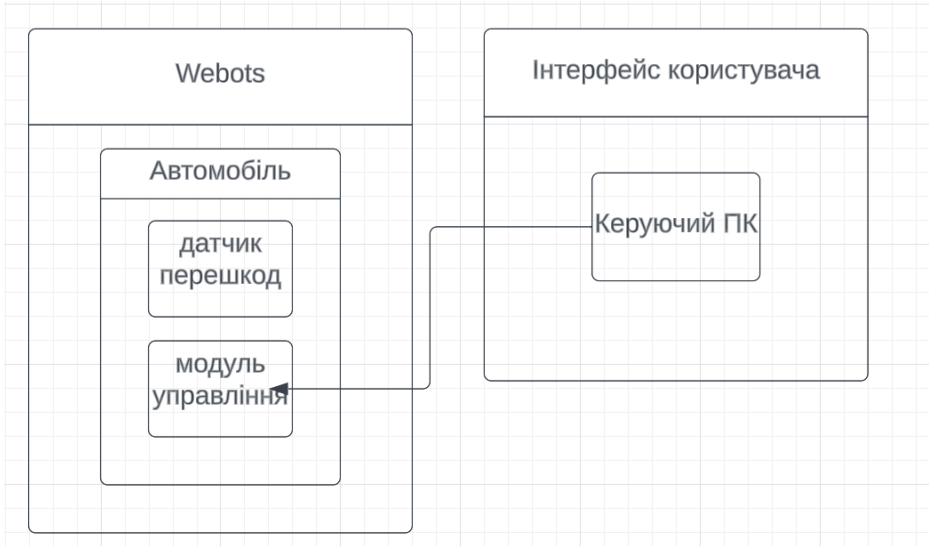 Webots
Інтерфейс користувача
Автомобіль
датчик
перешкод
модуль
управління
Керуючий ПК